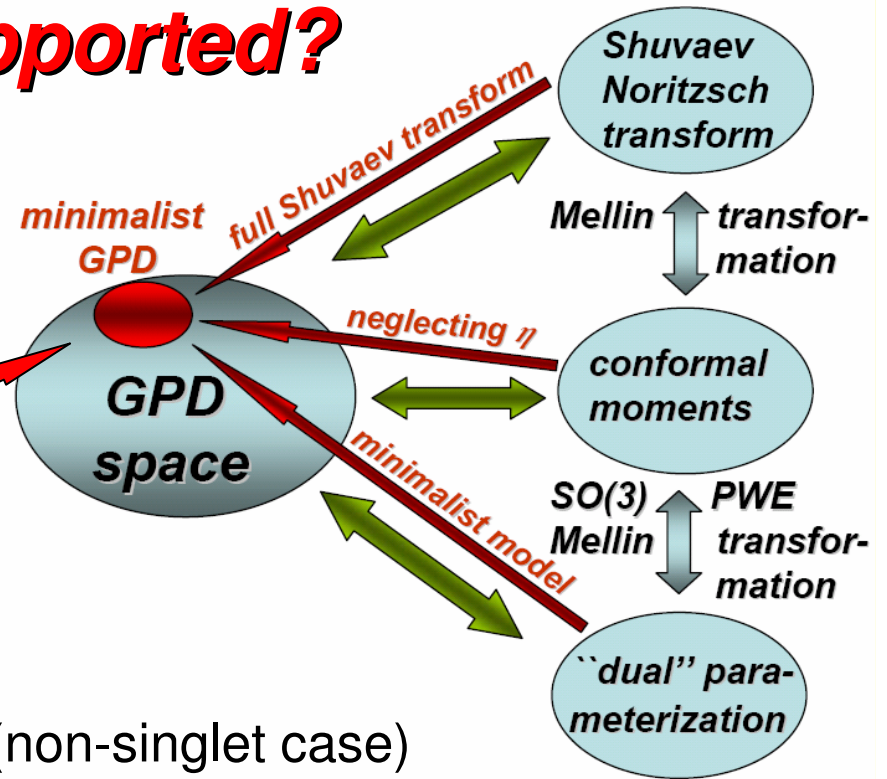 pported?
Shuvaev
Noritzsch
transform
full Shuvaev transform
minimalist
GPD
Mellin transfor-
mation
neglecting η
conformal
moments
GPD
space
minimalist model
SO(3) PWE
Mellin transfor-
mation
``dual'' para-
meterization
(non-singlet case)